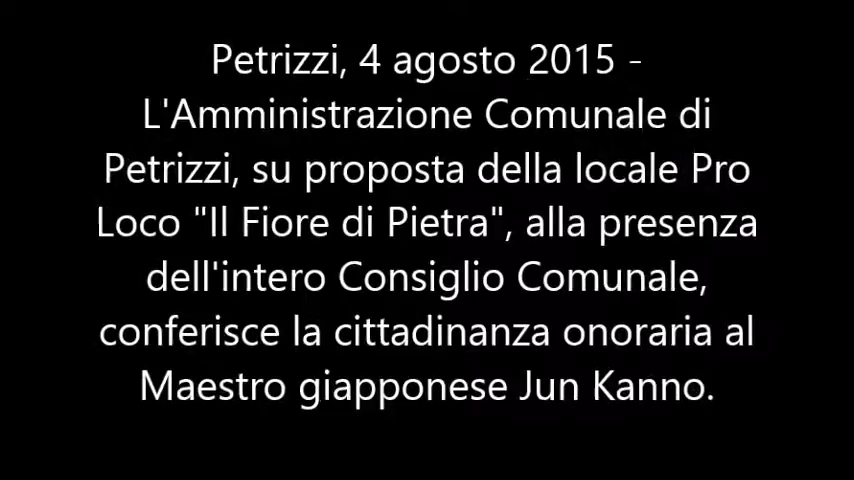 Petrizzi, 4 agosto 2015 -
L'Amministrazione Comunale di
Petrizzi, su proposta della locale Pro
Loco "Il Fiore di Pietra", alla presenza
dell'intero Consiglio Comunale,
conferisce la cittadinanza onoraria al
Maestro giapponese Jun Kanno.